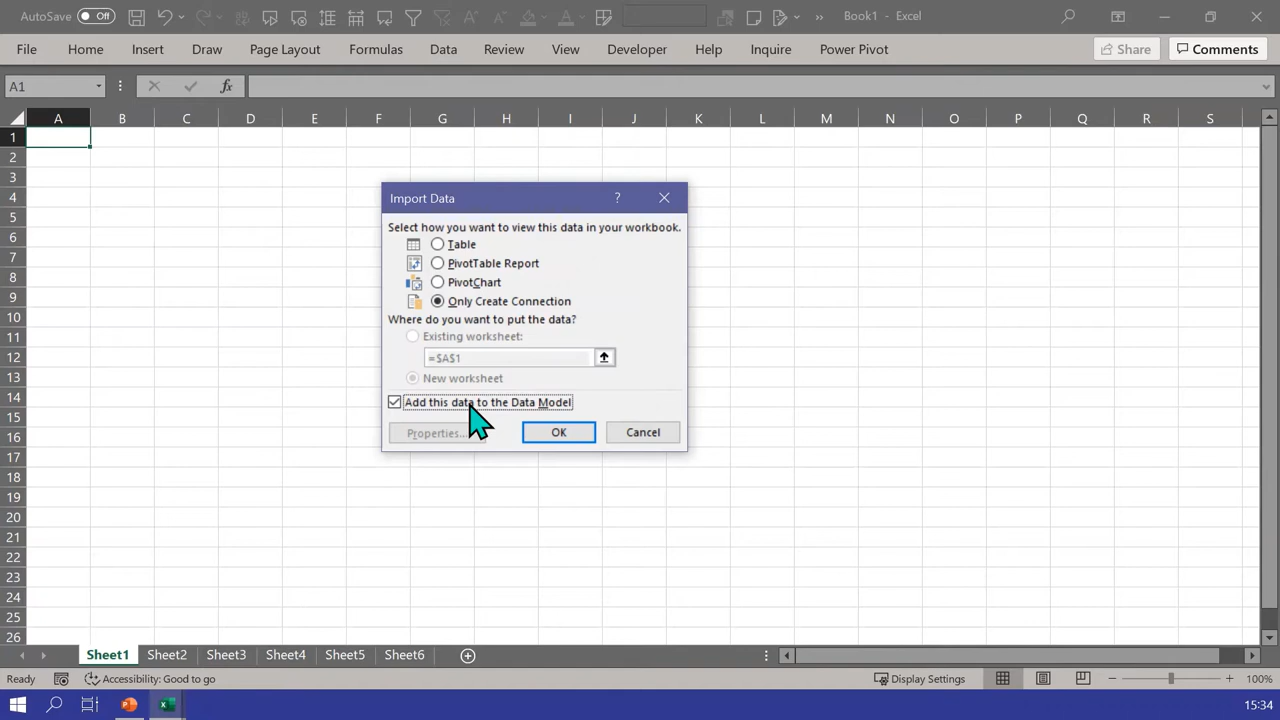 AutoSave Off
Book1 - Excel
File Home Insert Draw Page Layout Formulas Data Review View Developer Help Inquire Power Pivot Share Comments
A1
fx
A B C D E F G H I J K L M N O P Q R S
1
2
3
4
5
6
7
8
9
10
11
12
13
14
15
16
17
18
19
20
21
22
23
24
25
26
Import Data ?
Select how you want to view this data in your workbook.
Table
PivotTable Report
PivotChart
Only Create Connection
Where do you want to put the data?
Existing worksheet:
=$A$1
New worksheet
Add this data to the Data Model
Properties... OK Cancel
Sheet1 Sheet2 Sheet3 Sheet4 Sheet5 Sheet6
Ready Accessibility: Good to go Display Settings 100%
15:34